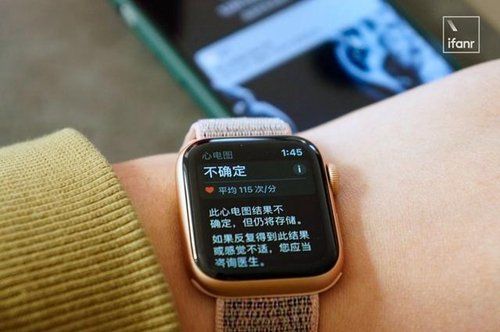 ifanr
心电图 1:45
不确定
平均 115 次/分
此心电图结果不
确定，但仍将存储。
如果反复得到此结果
或感觉不适，您应当
咨询医生。